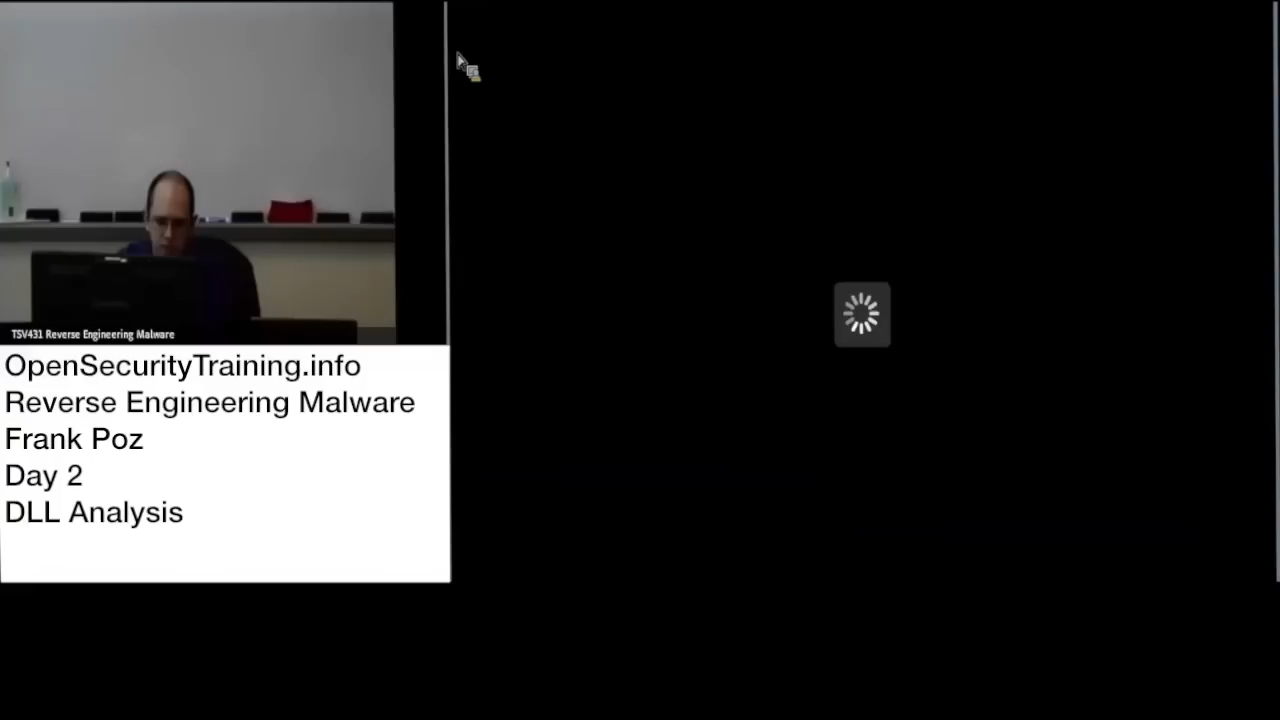 TSV431 Reverse Engineering Malware
OpenSecurityTraining.info
Reverse Engineering Malware
Frank Poz
Day 2
DLL Analysis